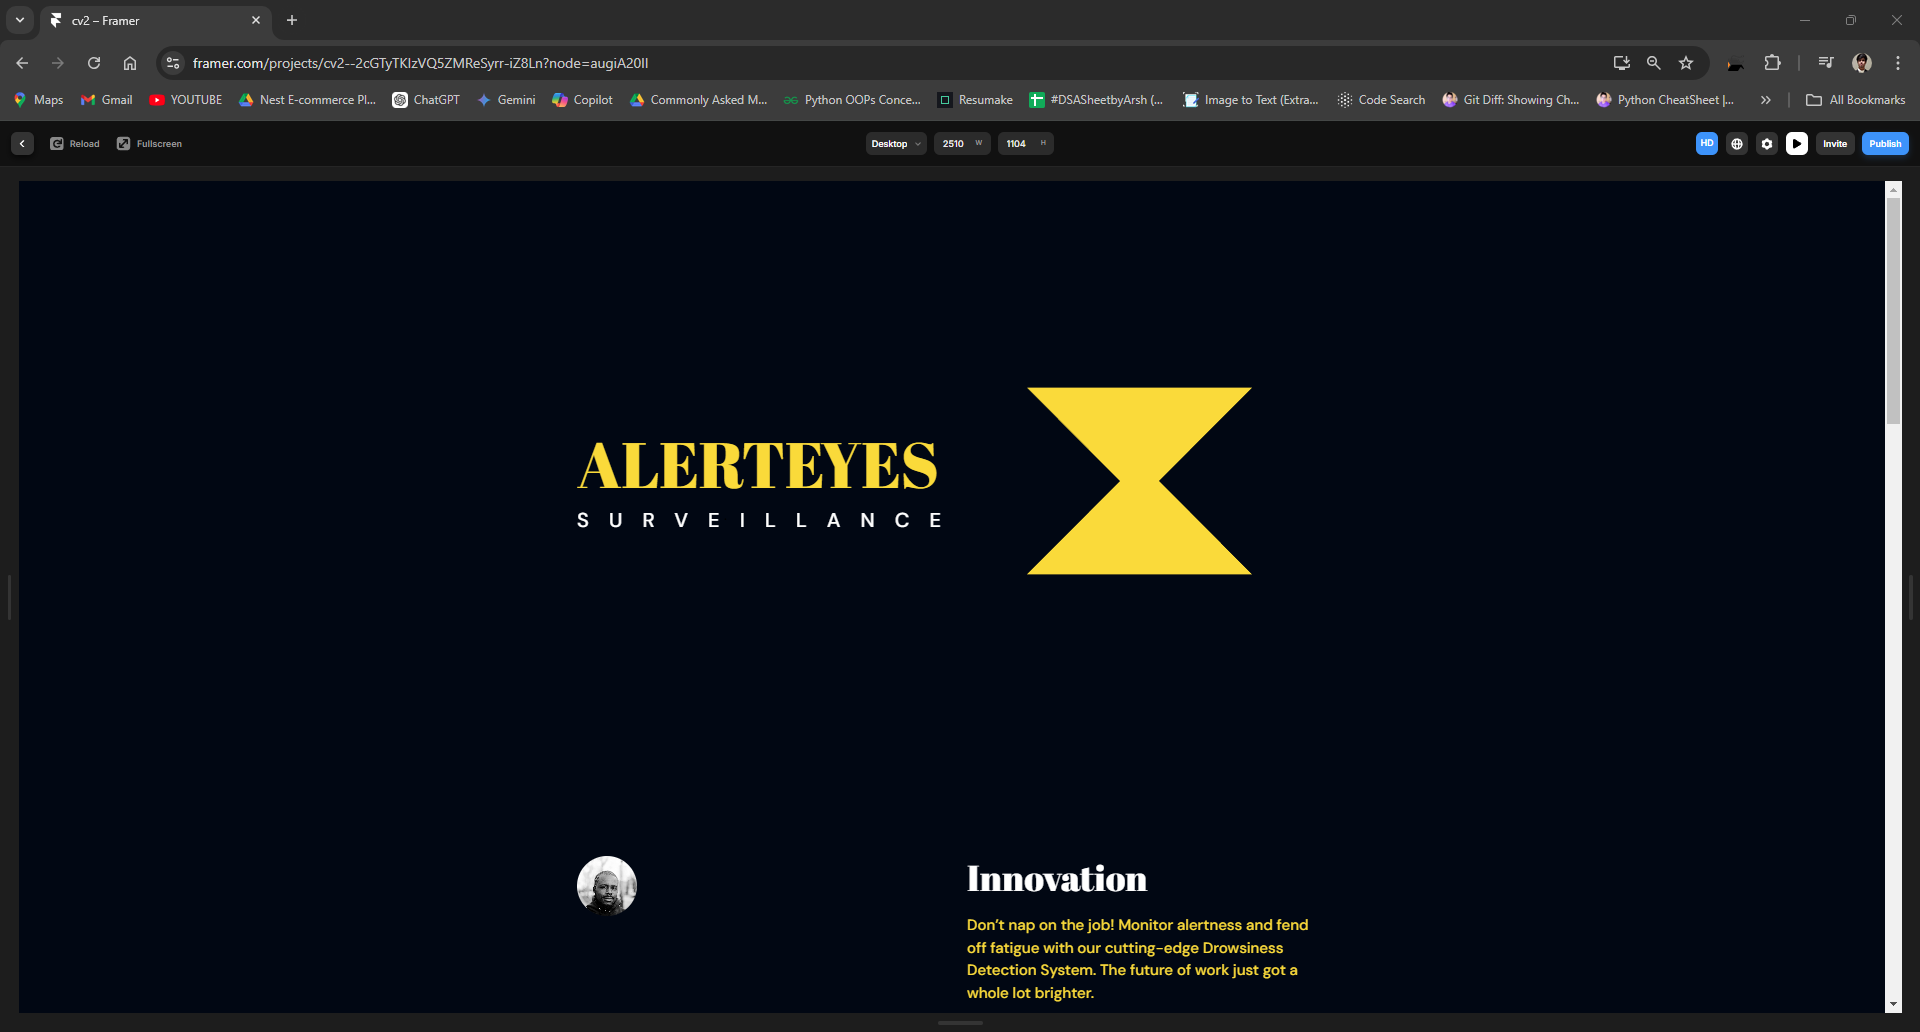 cv2 – Framer
framer.com/projects/cv2--2cGTyTKIzVQ5ZMReSyrr-iZ8Ln?node=augiA20Il
Maps Gmail YOUTUBE Nest E-commerce Pl... ChatGPT Gemini Copilot Commonly Asked M... Python OOPs Conce... Resumake #DSASheetbyArsh (... Image to Text (Extra... Code Search Git Diff: Showing Ch... Python CheatSheet |... All Bookmarks
Reload Fullscreen Desktop 2510 W 1104 H HD Invite Publish
ALERTEYES
SURVEILLANCE
Innovation
Don’t nap on the job! Monitor alertness and fend
off fatigue with our cutting-edge Drowsiness
Detection System. The future of work just got a
whole lot brighter.